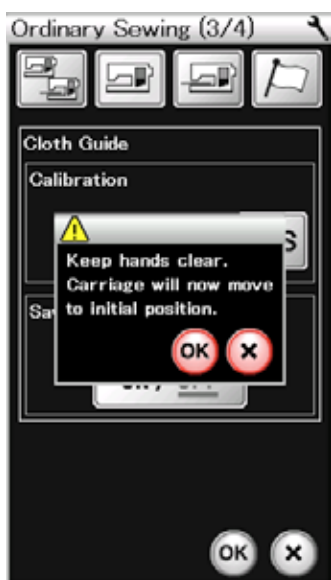 Ordinary Sewing (3/4)
Cloth Guide
Calibration
Keep hands clear.
Carriage will now move
to initial position.
OK
OK